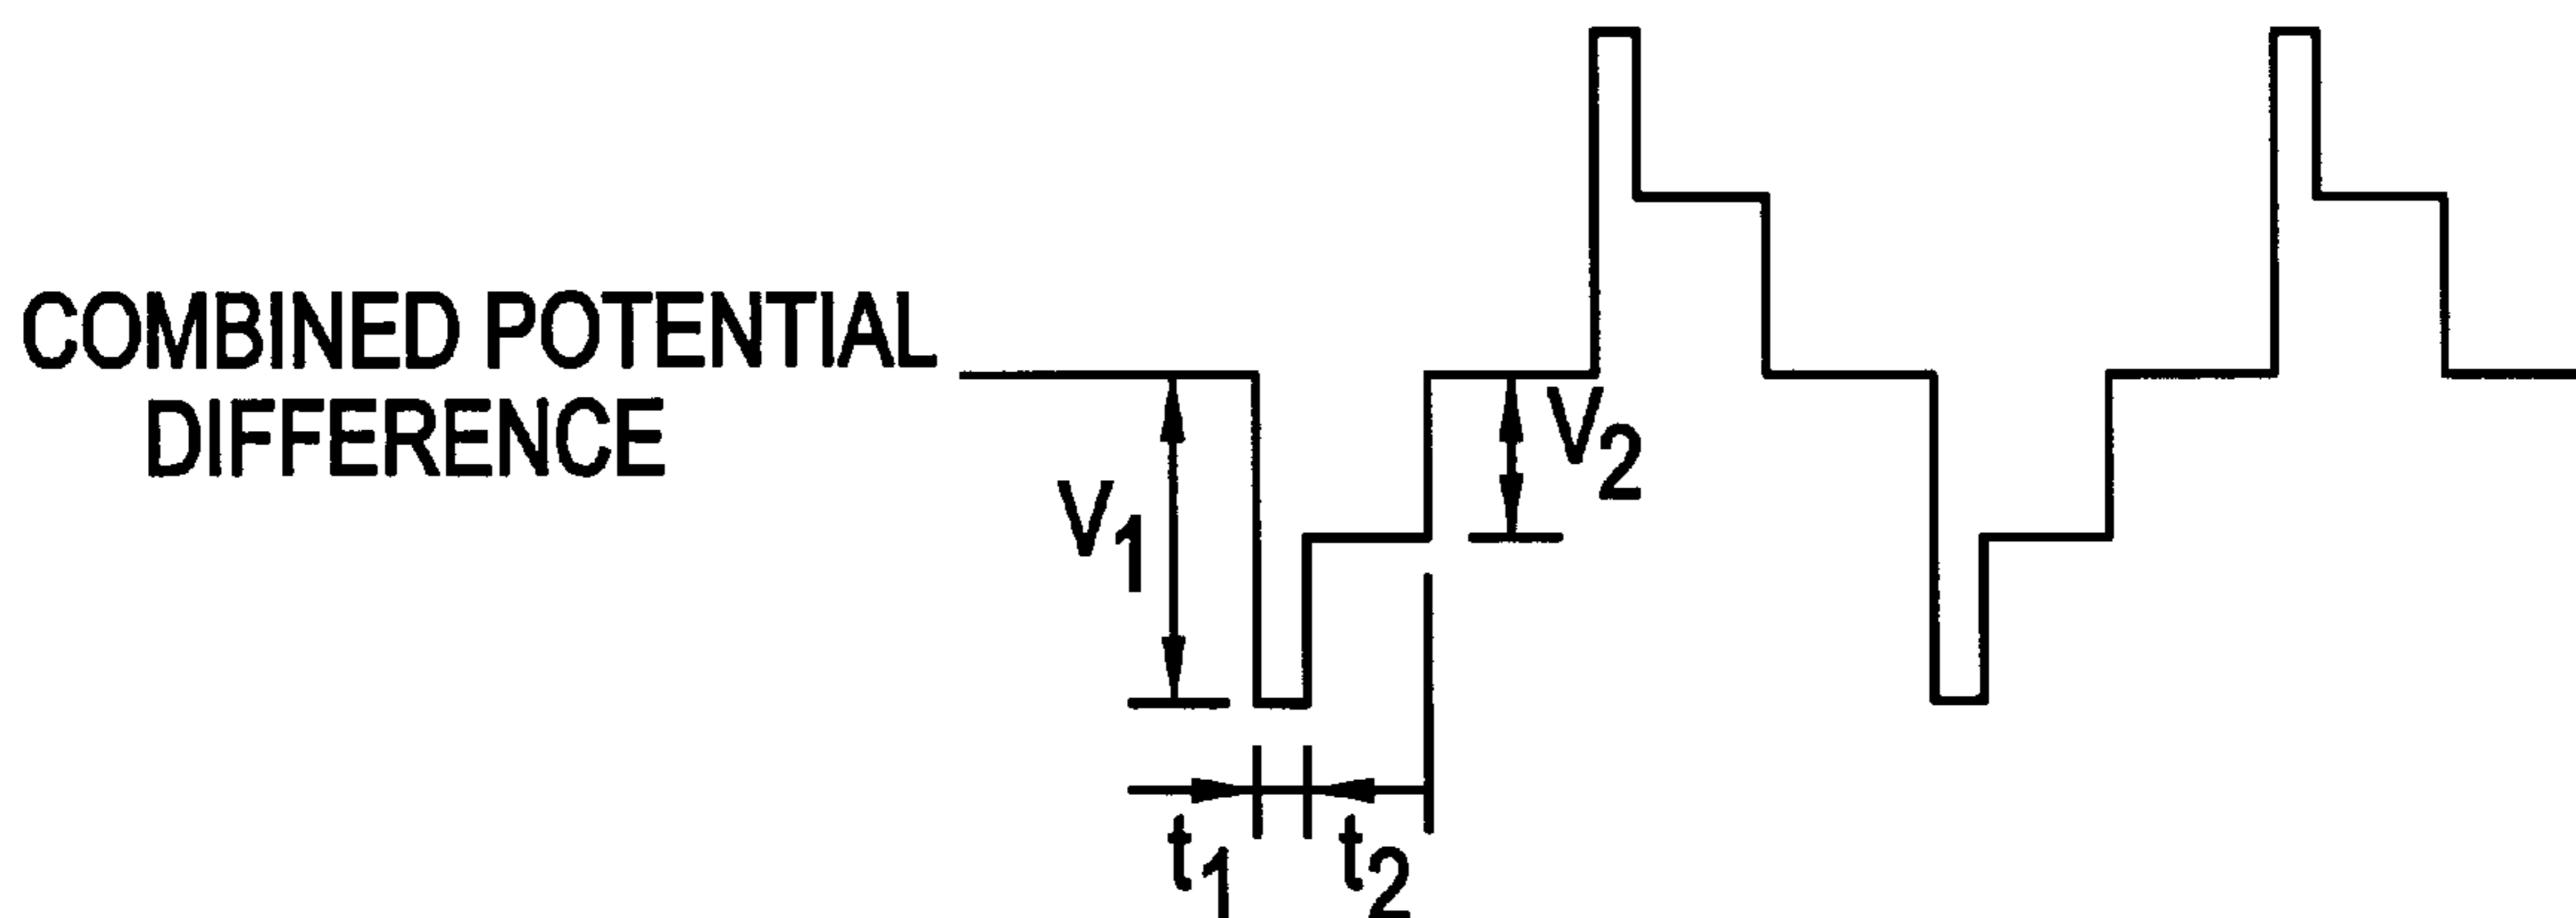 COMBINED POTENTIAL
DIFFERENCE
V1
V2
t1
t2